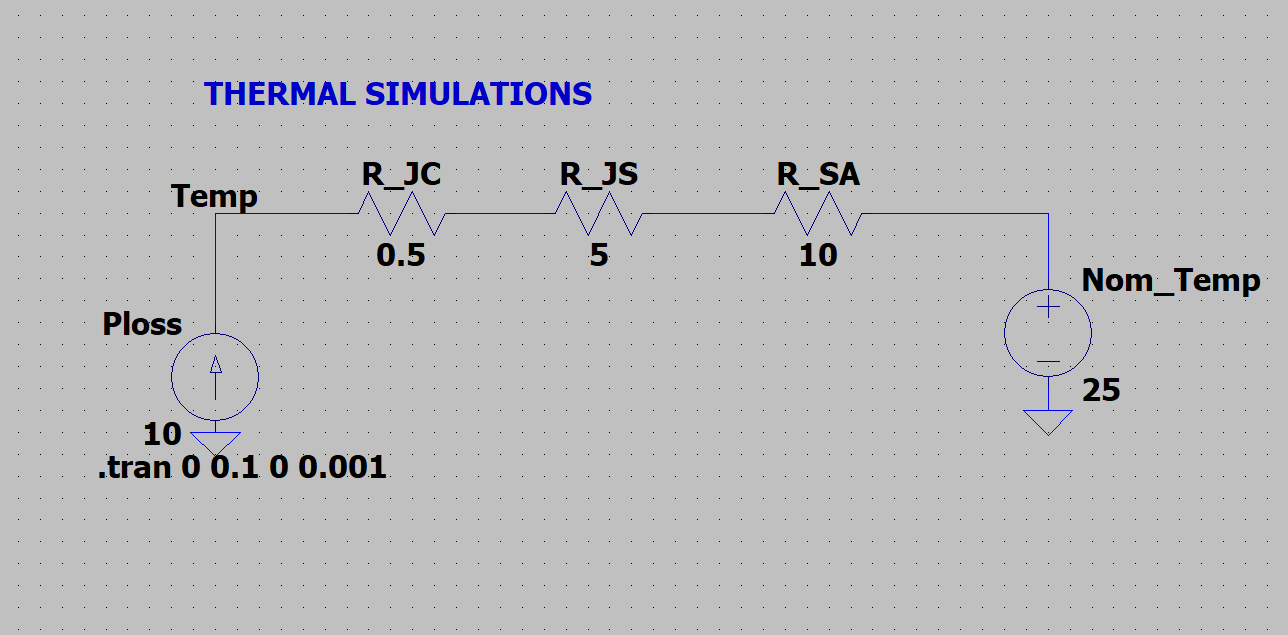 THERMAL SIMULATIONS
R_JC
R_JS
R_SA
Temp
0.5
5
10
Nom_Temp
Ploss
25
10
.tran 0 0.1 0 0.001